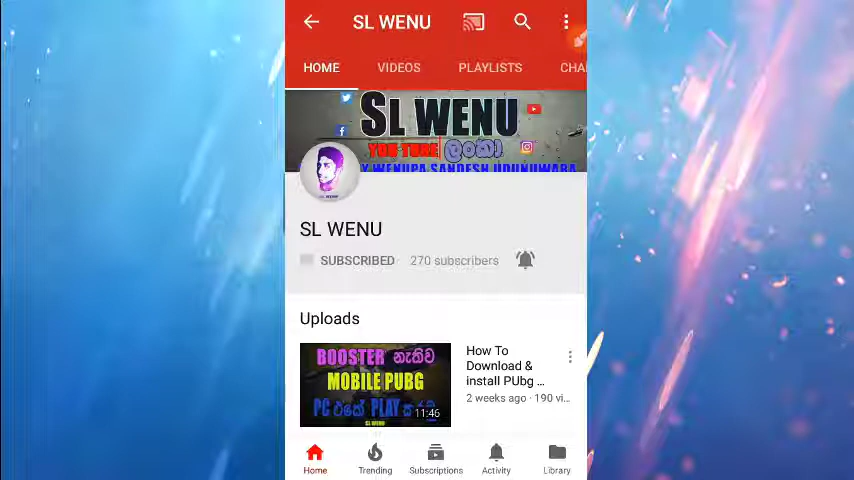 SL WENU
HOME VIDEOS PLAYLISTS CHA
SL WENU
YOU TUBE ලංකා
Y WENUPA SANDESH UDUNUWARA
SL WENU
SUBSCRIBED 270 subscribers
Uploads
BOOSTER නැතිව
MOBILE PUBG
PC එකේ PLAY
SL WENU
11:46
How To
Download &
install PUbg ...
2 weeks ago · 190 vi...
Home Trending Subscriptions Activity Library